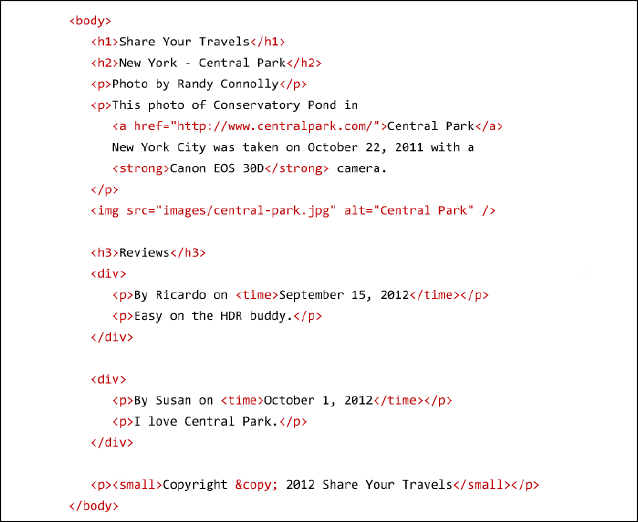 <body>
<h1>Share Your Travels</h1>
<h2>New York - Central Park</h2>
<p>Photo by Randy Connolly</p>
<p>This photo of Conservatory Pond in
<a href="http://www.centralpark.com/">Central Park</a>
New York City was taken on October 22, 2011 with a
<strong>Canon EOS 30D</strong> camera.
</p>
<img src="images/central-park.jpg" alt="Central Park" />
<h3>Reviews</h3>
<div>
<p>By Ricardo on <time>September 15, 2012</time></p>
<p>Easy on the HDR buddy.</p>
</div>
<div>
<p>By Susan on <time>October 1, 2012</time></p>
<p>I love Central Park.</p>
</div>
<p><small>Copyright &copy; 2012 Share Your Travels</small></p>
</body>